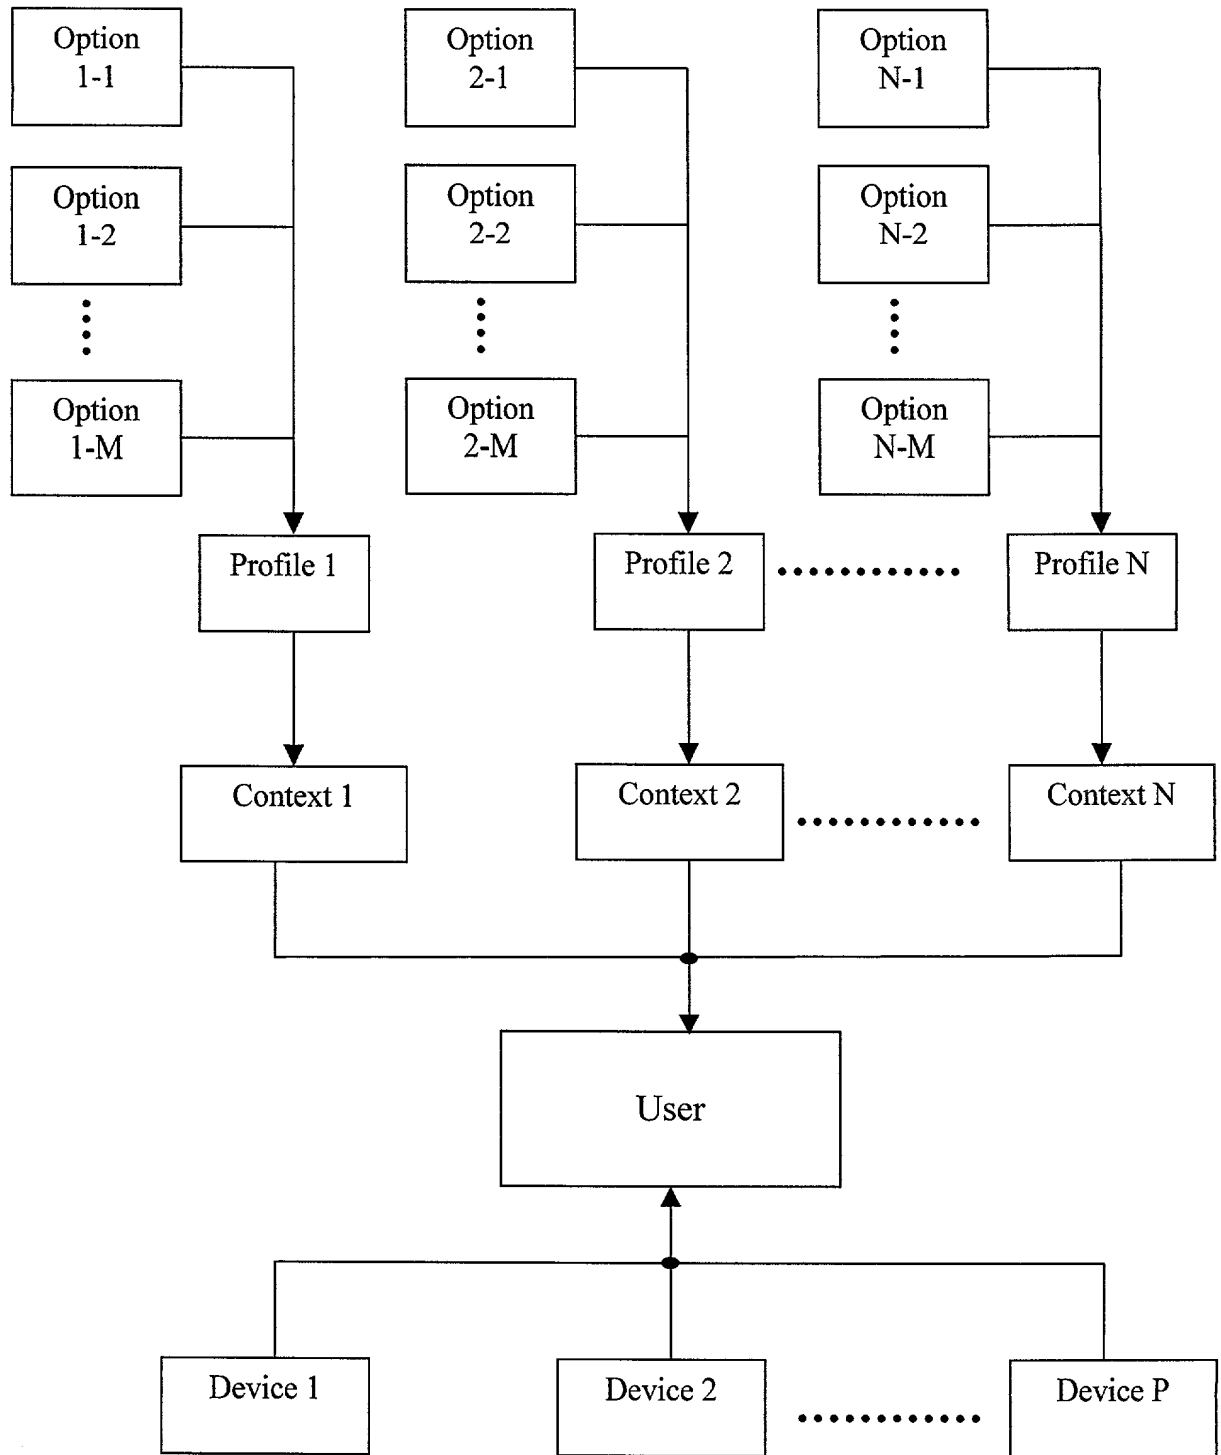 Option
1-1
Option
2-1
Option
N-1
Option
1-2
Option
2-2
Option
N-2
Option
1-M
Option
2-M
Option
N-M
Profile 1
Profile 2
Profile N
Context 1
Context 2
Context N
User
Device 1
Device 2
Device P